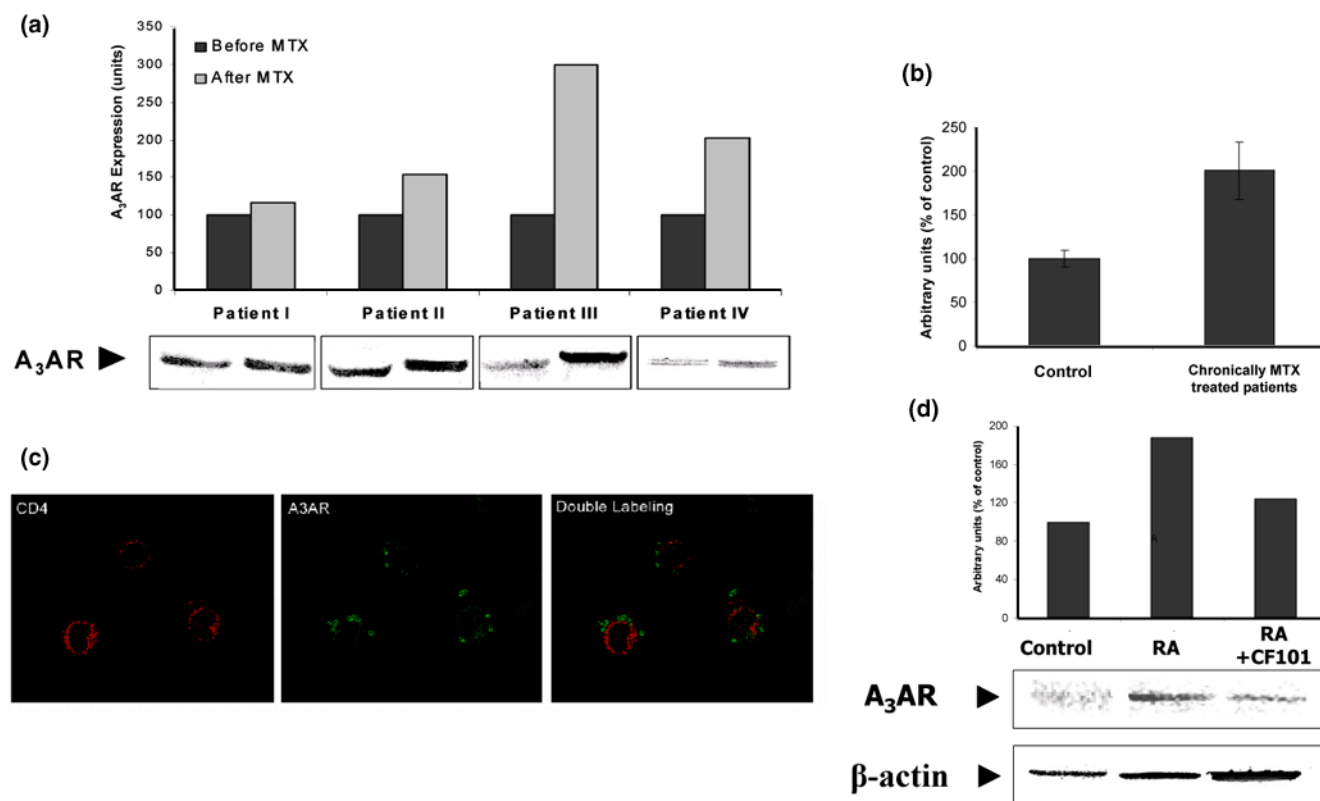 (a)
A₃AR Expression (units)
350
300
250
200
150
100
50
0
Before MTX
After MTX
Patient I
Patient II
Patient III
Patient IV
A₃AR
(b)
Arbitrary units (% of control)
250
200
150
100
50
0
Control
Chronically MTX
treated patients
(c)
CD4
A3AR
Double Labeling
(d)
Arbitrary units (% of control)
200
160
120
80
40
0
A
Control
RA
RA
+CF101
A₃AR
β-actin